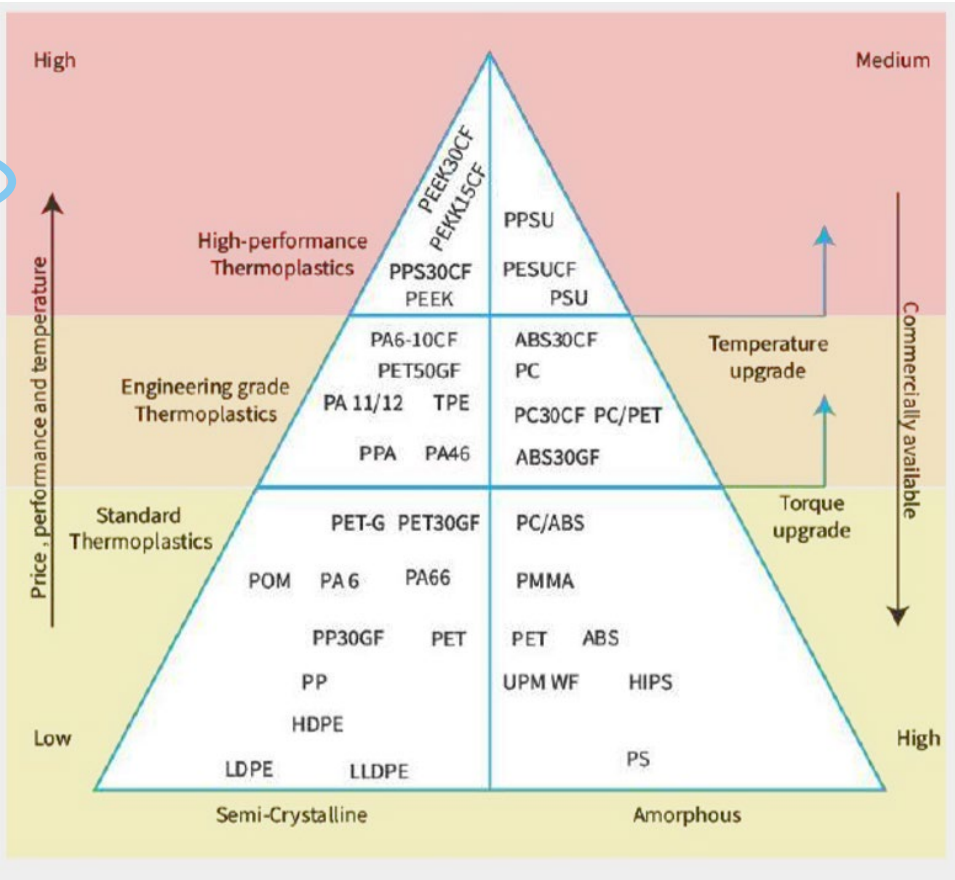 High
Medium
PEEK30CF
PEKK15CF
PPSU
High-performance
Thermoplastics
PPS30CF
PESUCF
PEEK
PSU
Price , performance and temperature
Commercially available
PA6-10CF
ABS30CF
Temperature
upgrade
PET50GF
PC
Engineering grade
Thermoplastics
PA 11/12 TPE
PC30CF PC/PET
PPA PA46
ABS30GF
Torque
upgrade
Standard
Thermoplastics
PET-G PET30GF
PC/ABS
POM PA 6 PA66
PMMA
PP30GF PET
PET ABS
PP
UPM WF HIPS
HDPE
Low
High
LDPE LLDPE
PS
Semi-Crystalline
Amorphous